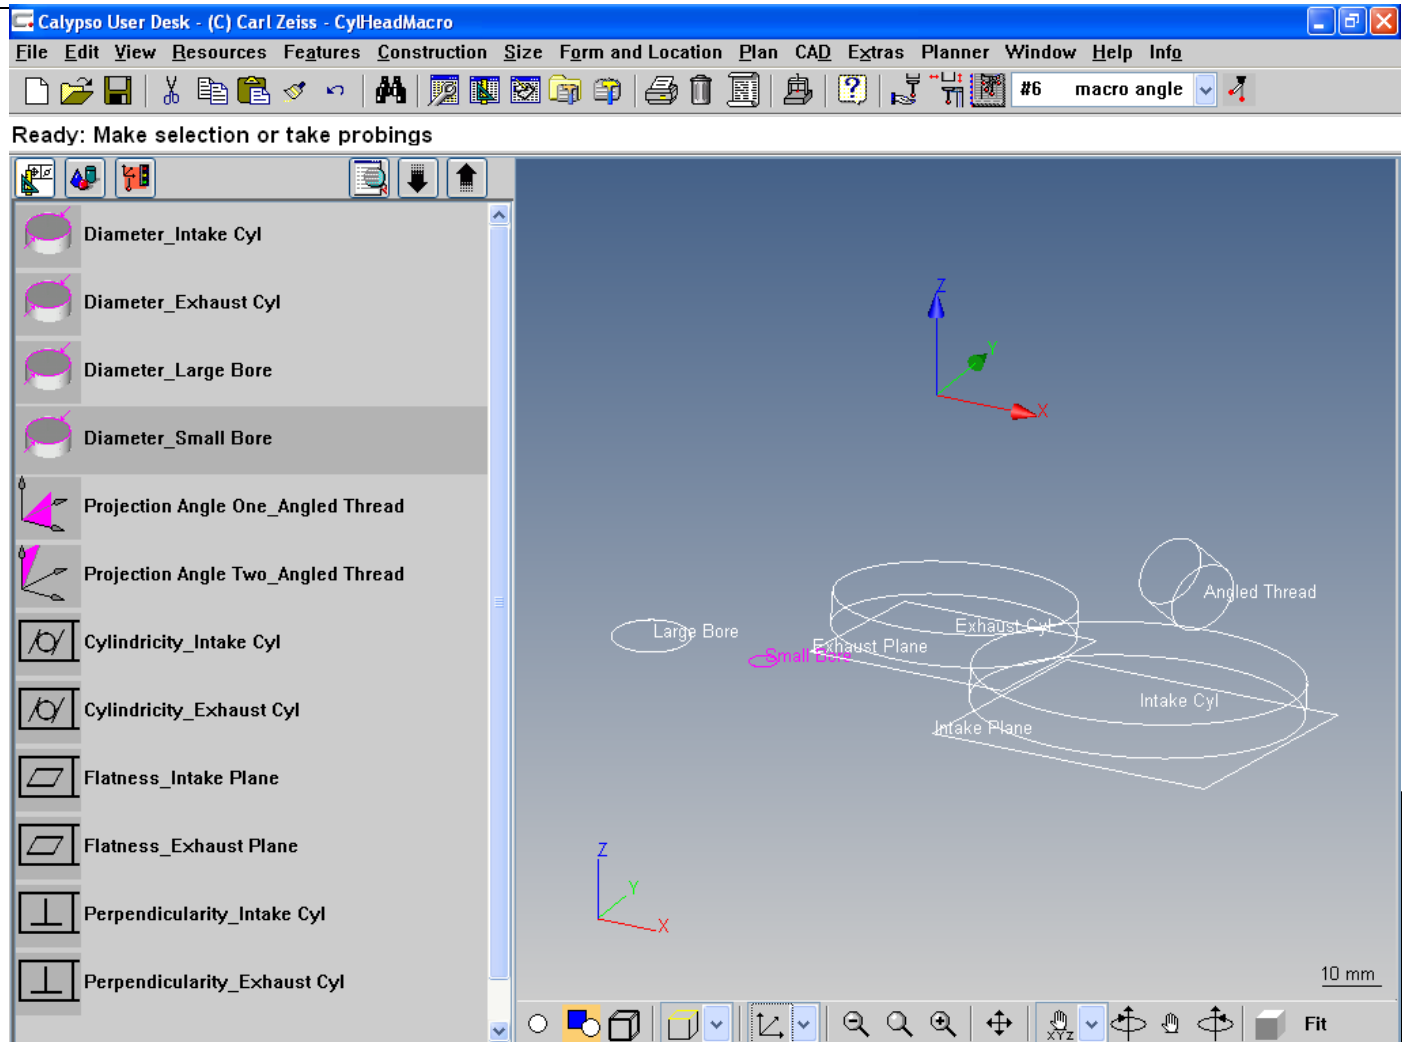 Calypso User Desk - (C) Carl Zeiss - CylHeadMacro
File Edit View Resources Features Construction Size Form and Location Plan CAD Extras Planner Window Help Info
#6 macro angle
Ready: Make selection or take probings
Diameter_Intake Cyl
Diameter_Exhaust Cyl
Diameter_Large Bore
Diameter_Small Bore
Projection Angle One_Angled Thread
Projection Angle Two_Angled Thread
Cylindricity_Intake Cyl
Cylindricity_Exhaust Cyl
Flatness_Intake Plane
Flatness_Exhaust Plane
Perpendicularity_Intake Cyl
Perpendicularity_Exhaust Cyl
Z
Y
X
Angled Thread
Large Bore
Exhaust Cyl
Small Bore
Exhaust Plane
Intake Cyl
Intake Plane
Z
Y
X
10 mm
XYZ
Fit